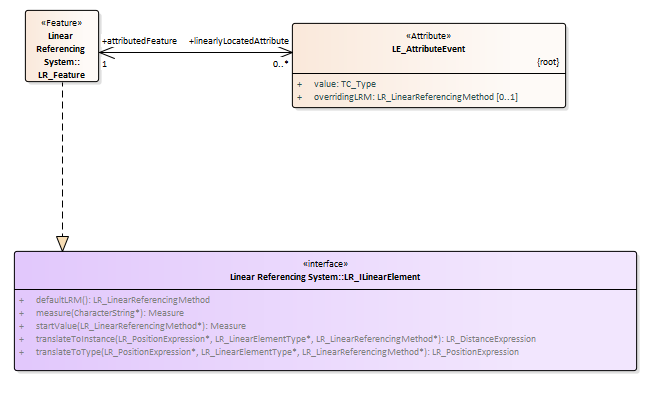 «Feature»
Linear
Referencing
System::
LR_Feature
+attributedFeature
+linearlyLocatedAttribute
1
0..*
«Attribute»
LE_AttributeEvent
{root}
+ value: TC_Type
+ overridingLRM: LR_LinearReferencingMethod [0..1]
«interface»
Linear Referencing System::LR_ILinearElement
+ defaultLRM(): LR_LinearReferencingMethod
+ measure(CharacterString*): Measure
+ startValue(LR_LinearReferencingMethod*): Measure
+ translateToInstance(LR_PositionExpression*, LR_LinearElementType*, LR_LinearReferencingMethod*): LR_DistanceExpression
+ translateToType(LR_PositionExpression*, LR_LinearElementType*, LR_LinearReferencingMethod*): LR_PositionExpression